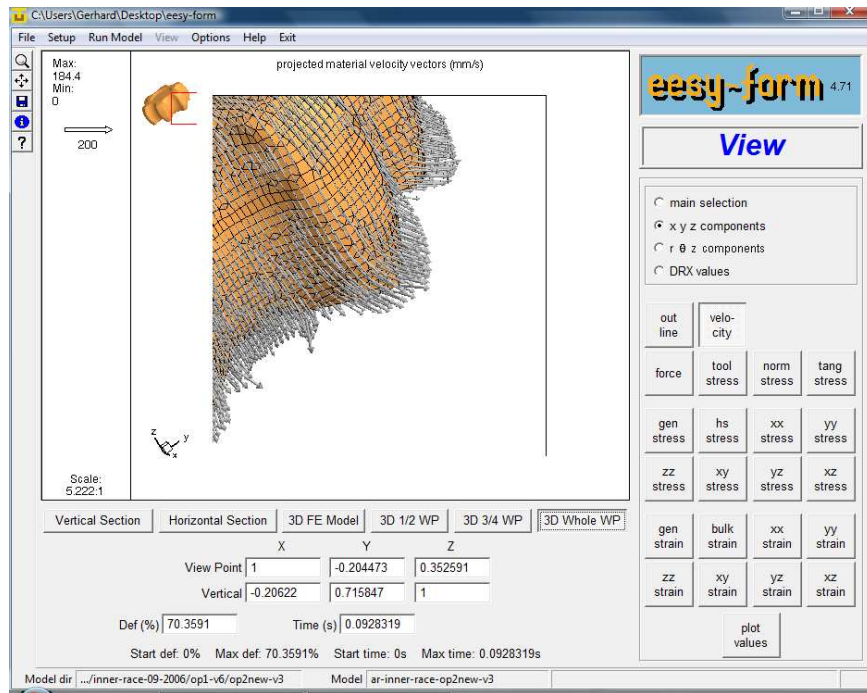 C:\Users\Gerhard\Desktop\eesy-form
File Setup Run Model View Options Help Exit
Max:
184.4
Min:
0
200
projected material velocity vectors (mm/s)
z y
x
Scale:
5.222:1
eesy-form 4.71
View
main selection
x y z components
r θ z components
DRX values
out line
velo-city
force
tool stress
norm stress
tang stress
gen stress
hs stress
xx stress
yy stress
zz stress
xy stress
yz stress
xz stress
gen strain
bulk strain
xx strain
yy strain
zz strain
xy strain
yz strain
xz strain
plot values
Vertical Section Horizontal Section 3D FE Model 3D 1/2 WP 3D 3/4 WP 3D Whole WP
X Y Z
View Point 1 -0.204473 0.352591
Vertical -0.20622 0.715847 1
Def (%) 70.3591 Time (s) 0.0928319
Start def: 0% Max def: 70.3591% Start time: 0s Max time: 0.0928319s
Model dir .../inner-race-09-2006/op1-v6/op2new-v3 Model ar-inner-race-op2new-v3